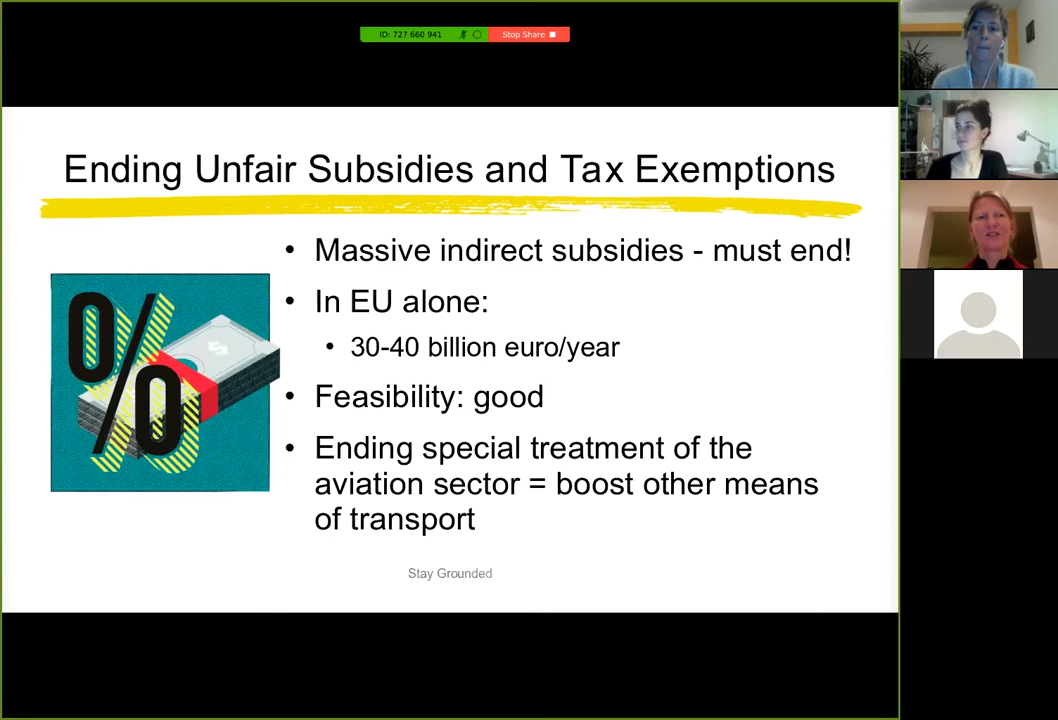 ID: 727 660 941
Stop Share
Ending Unfair Subsidies and Tax Exemptions
• Massive indirect subsidies - must end!
• In EU alone:
• 30-40 billion euro/year
• Feasibility: good
• Ending special treatment of the
aviation sector = boost other means
of transport
%
$
Stay Grounded